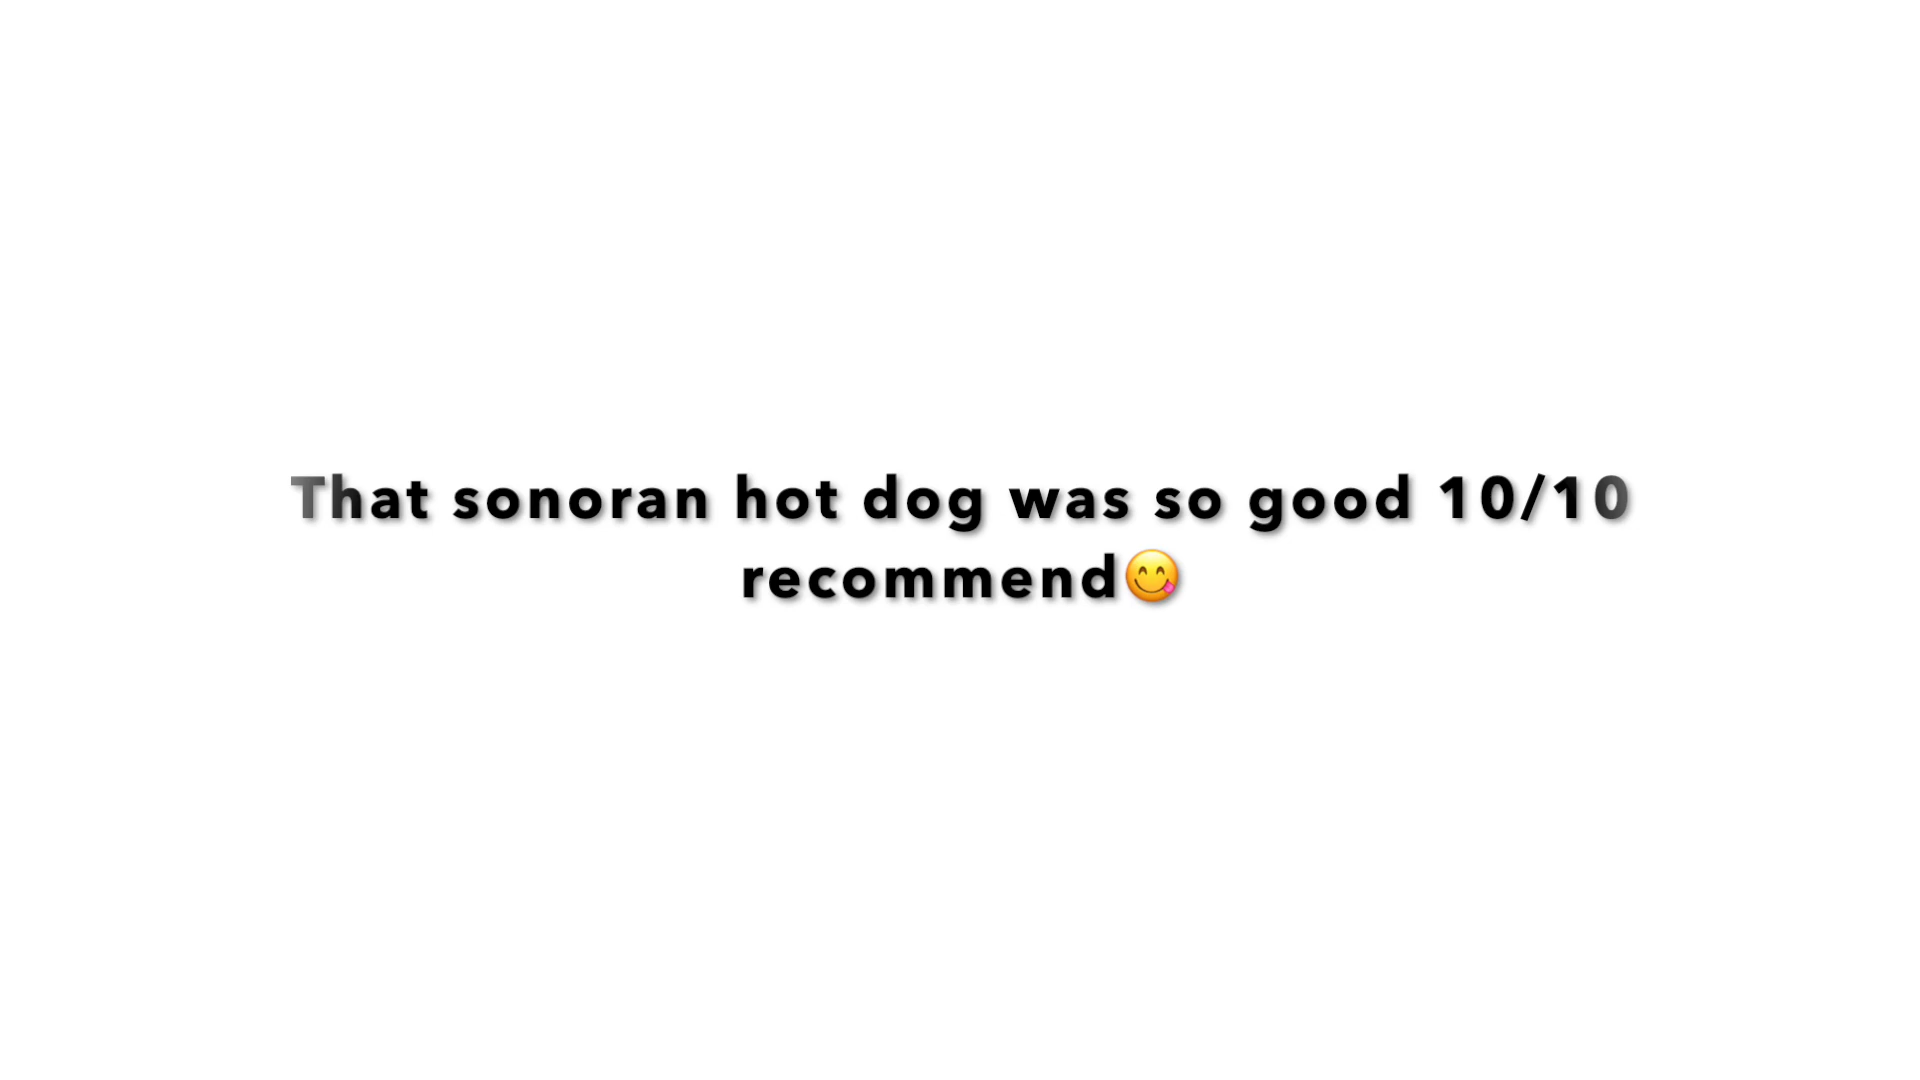 That sonoran hot dog was so good 10/10
recommend😋